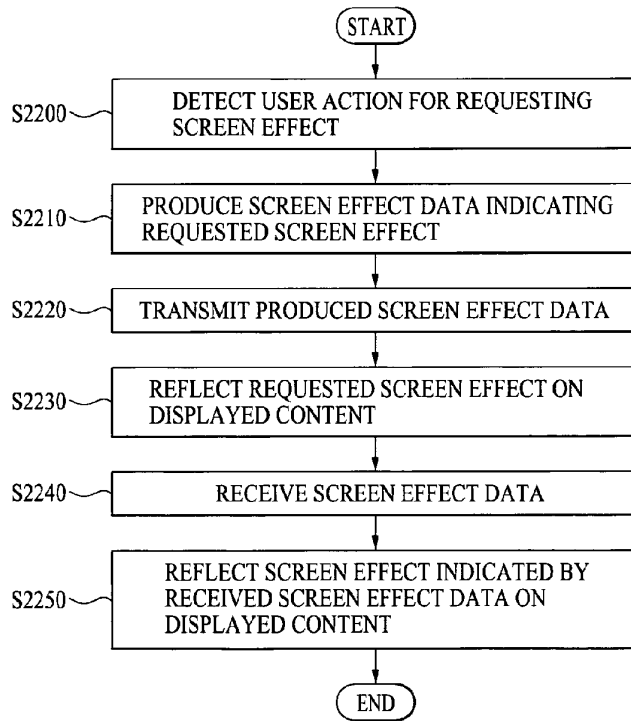 START
S2200
DETECT USER ACTION FOR REQUESTING
SCREEN EFFECT
S2210
PRODUCE SCREEN EFFECT DATA INDICATING
REQUESTED SCREEN EFFECT
S2220
TRANSMIT PRODUCED SCREEN EFFECT DATA
S2230
REFLECT REQUESTED SCREEN EFFECT ON
DISPLAYED CONTENT
S2240
RECEIVE SCREEN EFFECT DATA
S2250
REFLECT SCREEN EFFECT INDICATED BY
RECEIVED SCREEN EFFECT DATA ON
DISPLAYED CONTENT
END